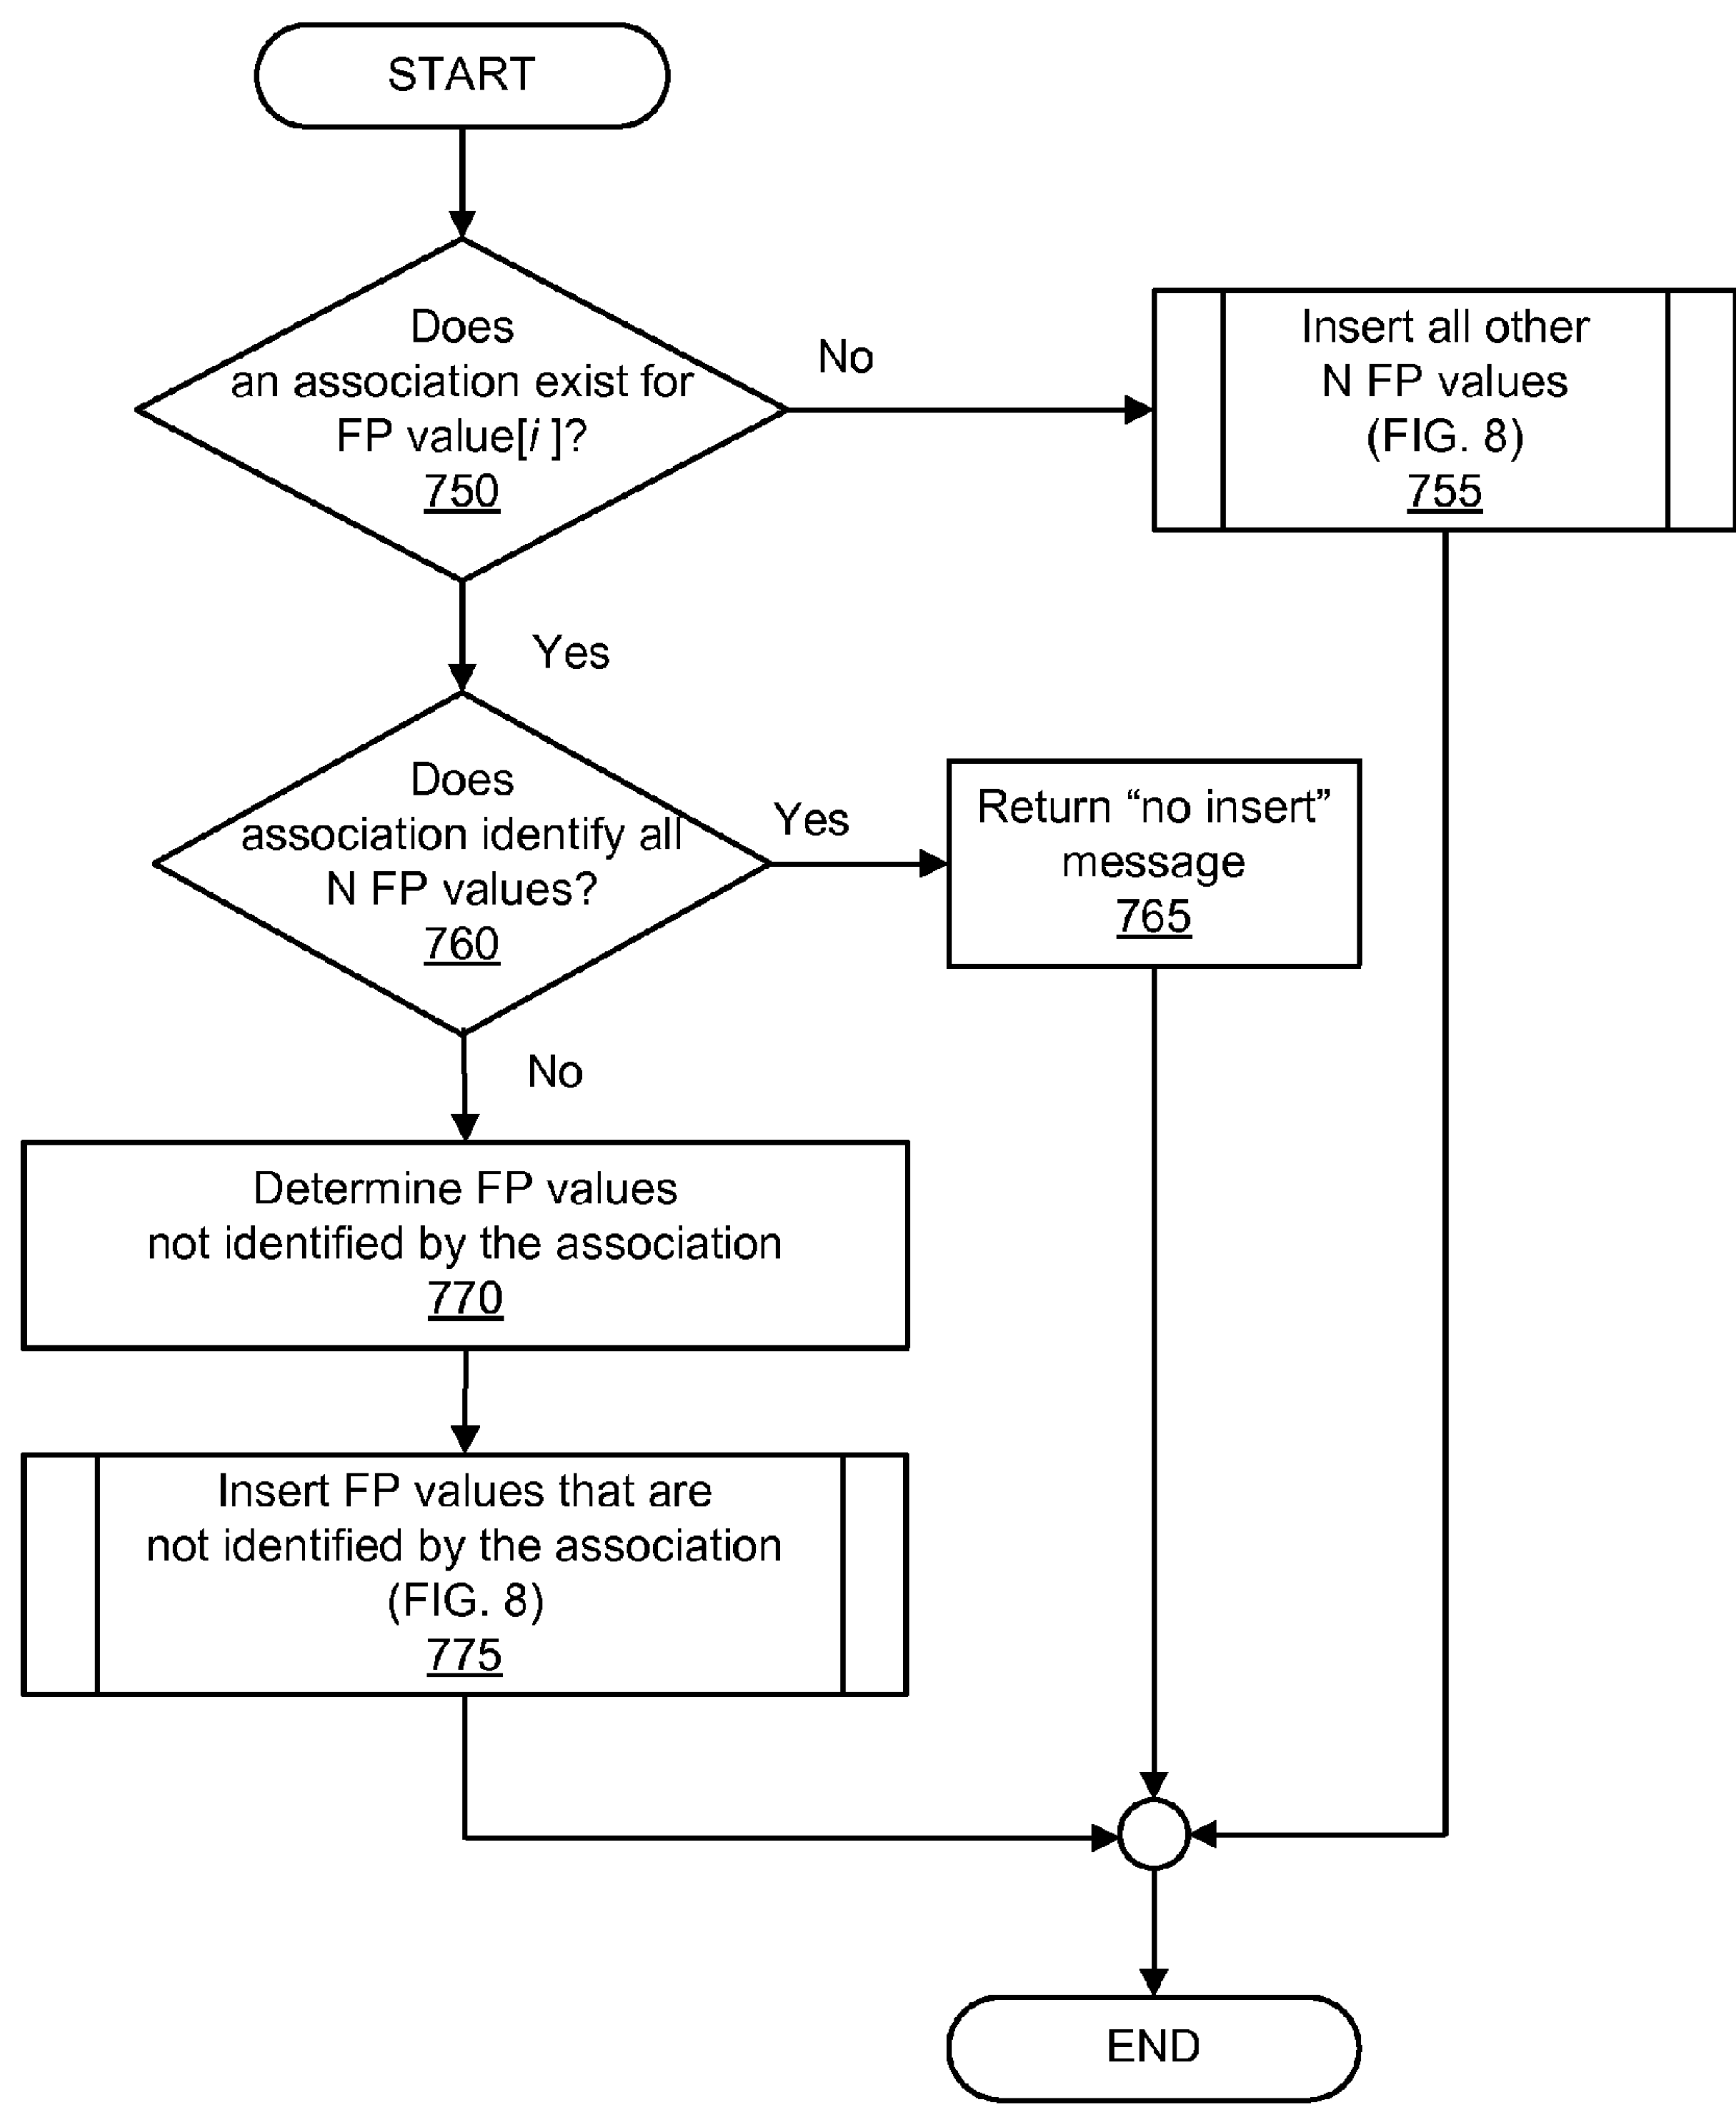 START
Does
an association exist for
FP value[i ]?
750
No
Insert all other
N FP values
(FIG. 8)
755
Yes
Does
association identify all
N FP values?
760
Yes
Return “no insert”
message
765
No
Determine FP values
not identified by the association
770
Insert FP values that are
not identified by the association
(FIG. 8)
775
END